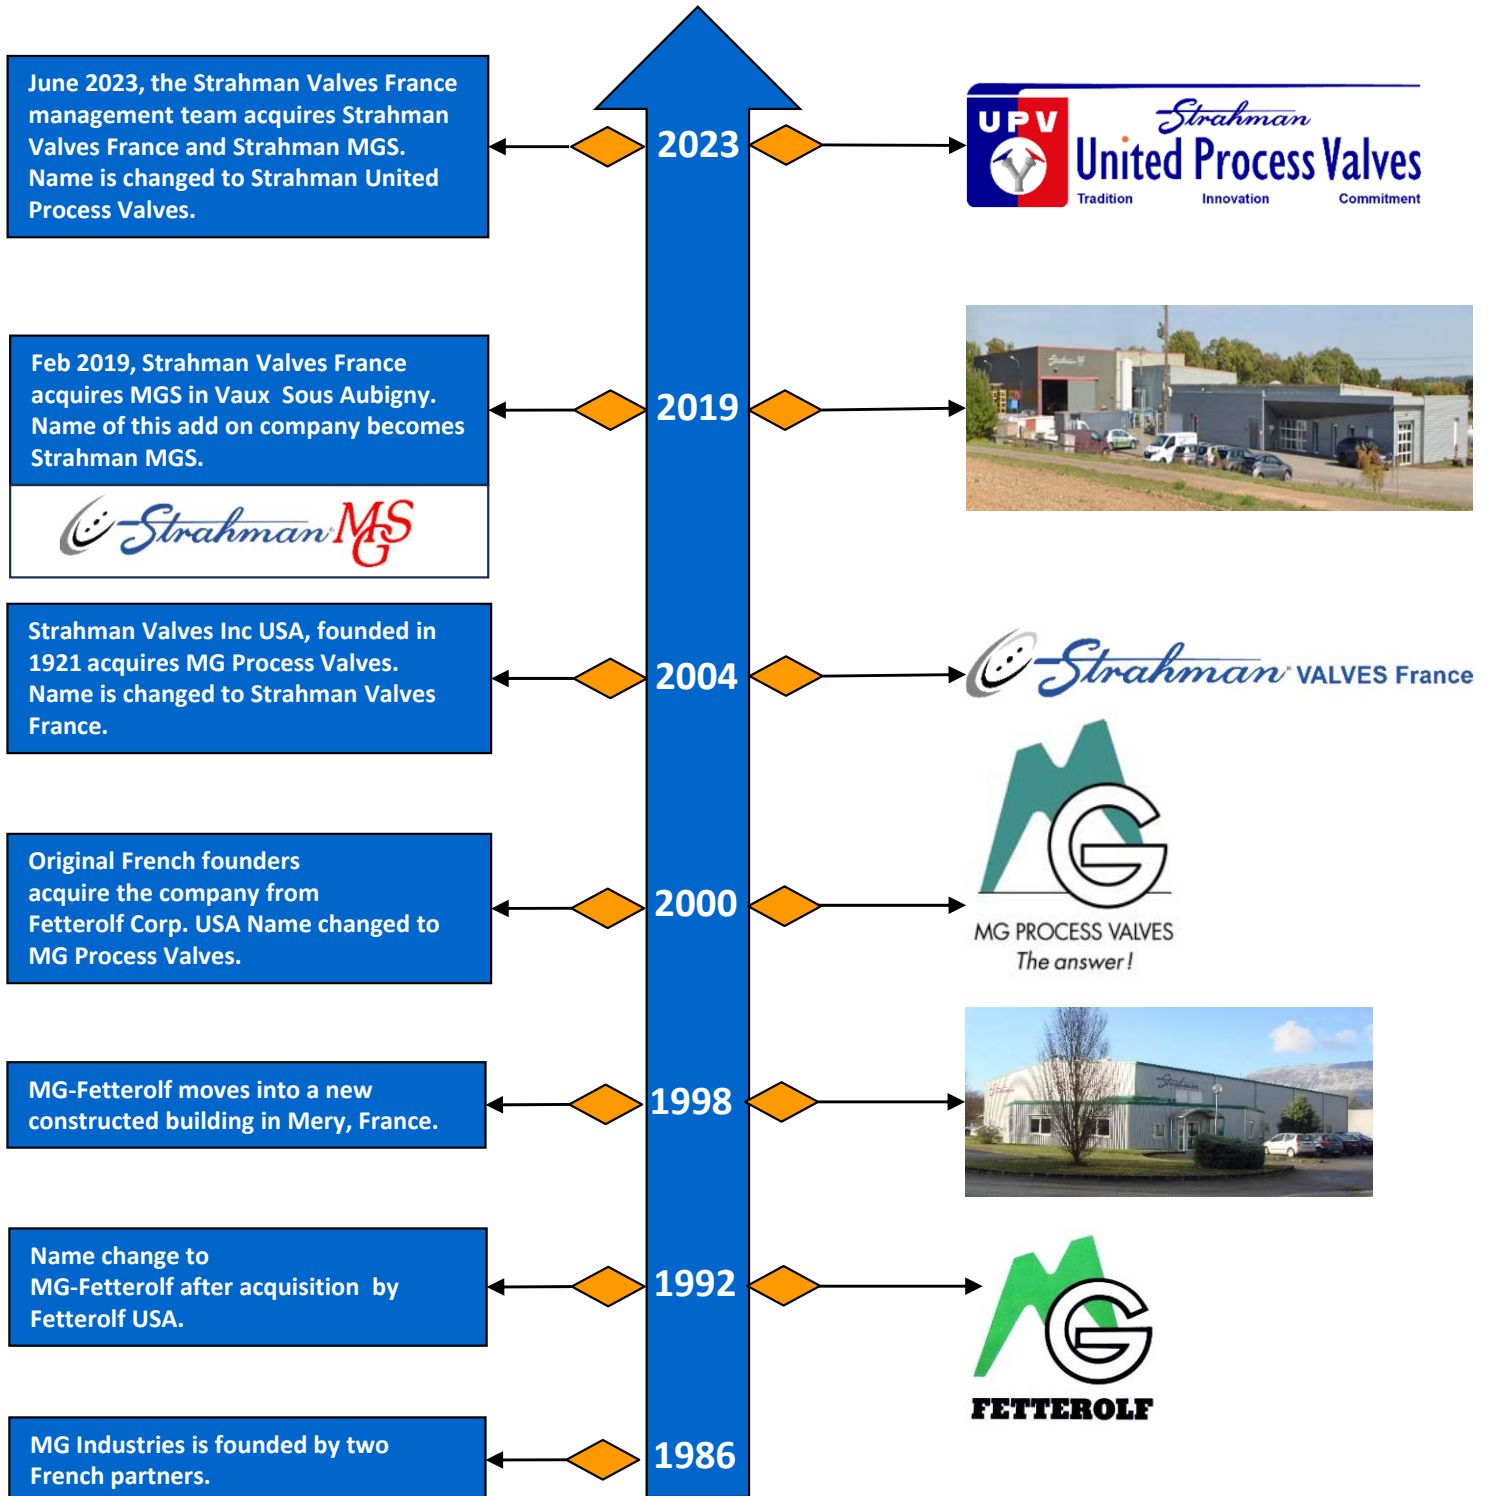 June 2023, the Strahman Valves France
management team acquires Strahman
Valves France and Strahman MGS.
Name is changed to Strahman United
Process Valves.
2023
UPV
Strahman
United Process Valves
Tradition Innovation Commitment
Feb 2019, Strahman Valves France
acquires MGS in Vaux  Sous Aubigny.
Name of this add on company becomes
Strahman MGS.
Strahman MGS
2019
Strahman
Strahman Valves Inc USA, founded in
1921 acquires MG Process Valves.
Name is changed to Strahman Valves
France.
2004
Strahman VALVES France
Original French founders
acquire the company from
Fetterolf Corp. USA Name changed to
MG Process Valves.
2000
MG
MG PROCESS VALVES
The answer!
MG-Fetterolf moves into a new
constructed building in Mery, France.
1998
Strahman
Name change to
MG-Fetterolf after acquisition  by
Fetterolf USA.
1992
MG
FETTEROLF
MG Industries is founded by two
French partners.
1986